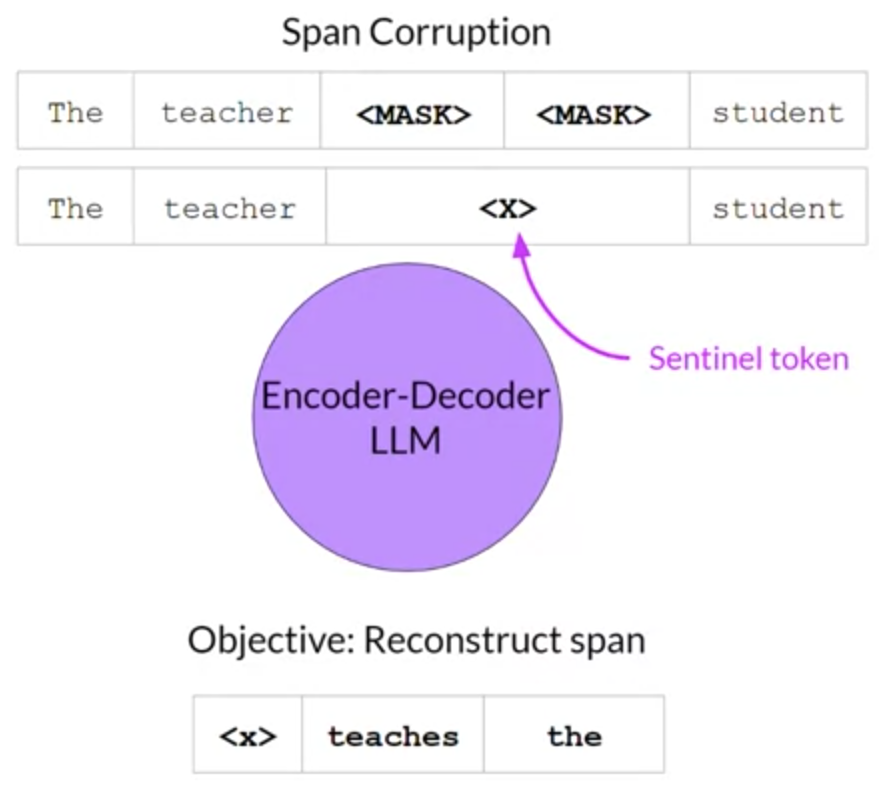 Span Corruption
The teacher <MASK> <MASK> student
The teacher <X> student
Sentinel token
Encoder-Decoder
LLM
Objective: Reconstruct span
<x> teaches the